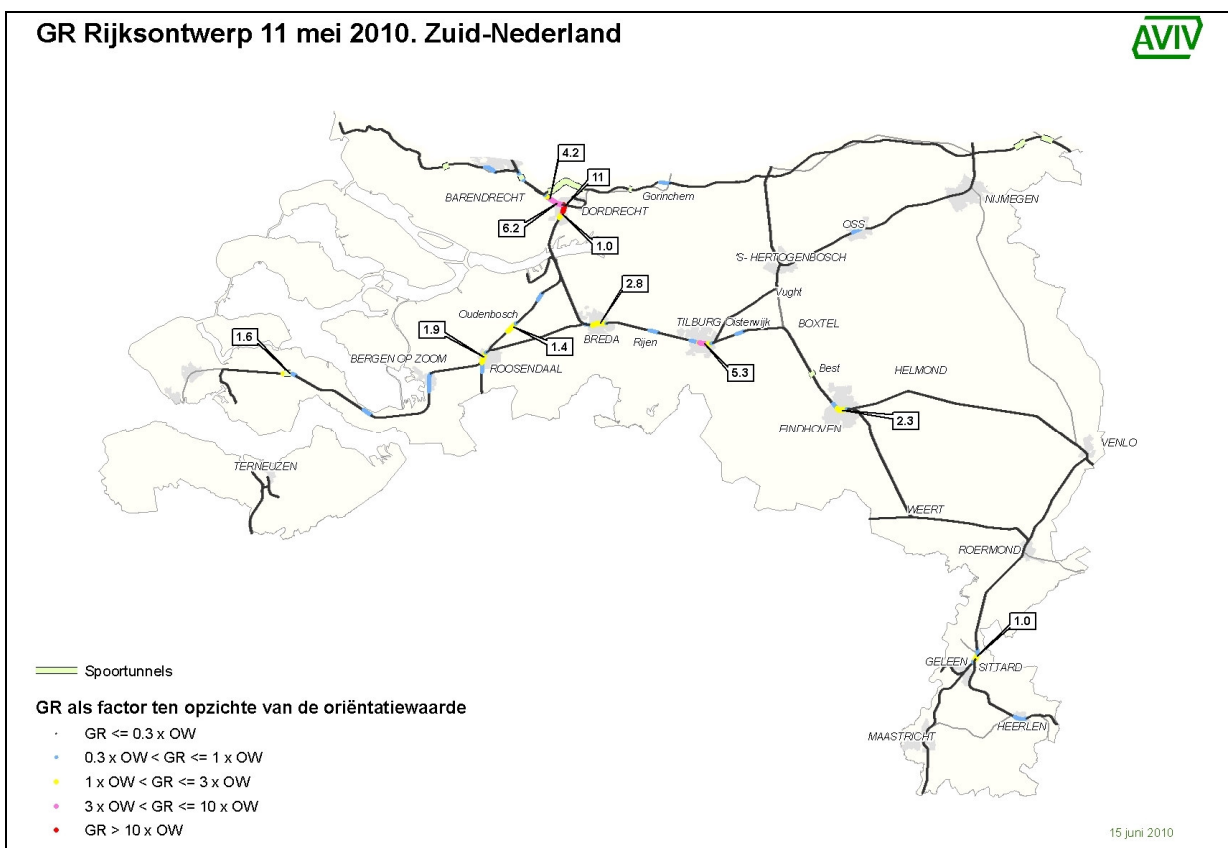 GR Rijksontwerp 11 mei 2010. Zuid-Nederland
AVIV
4.2
11
BARENDRECHT
Gorinchem
NIJMEGEN
DORDRECHT
6.2
OSS
1.0
'S- HERTOGENBOSCH
Vught
2.8
Oudenbosch
TILBURG
Oisterwijk
BOXTEL
1.9
1.6
1.4
BREDA
Rijen
BERGEN OP ZOOM
ROOSENDAAL
5.3
Best
HELMOND
2.3
EINDHOVEN
VENLO
TERNEUZEN
WEERT
ROERMOND
1.0
GELEEN
SITTARD
HEERLEN
MAASTRICHT
Spoortunnels
GR als factor ten opzichte van de oriëntatiewaarde
GR <= 0.3 x OW
0.3 x OW < GR <= 1 x OW
1 x OW < GR <= 3 x OW
3 x OW < GR <= 10 x OW
GR > 10 x OW
15 juni 2010